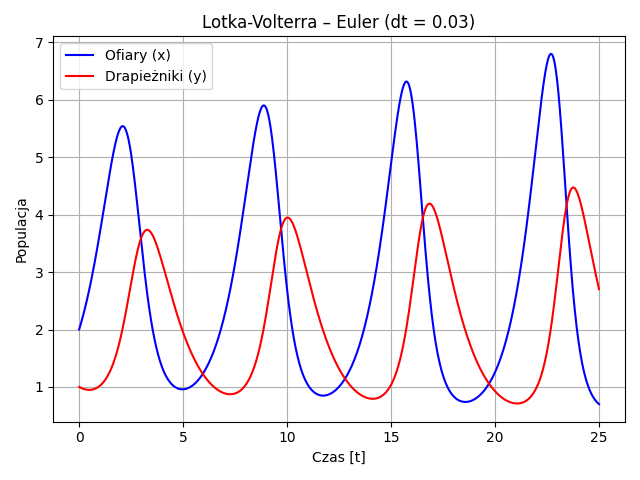 Lotka-Volterra – Euler (dt = 0.03)
Ofiary (x)
Drapieżniki (y)
Populacja
7
6
5
4
3
2
1
0 5 10 15 20 25
Czas [t]